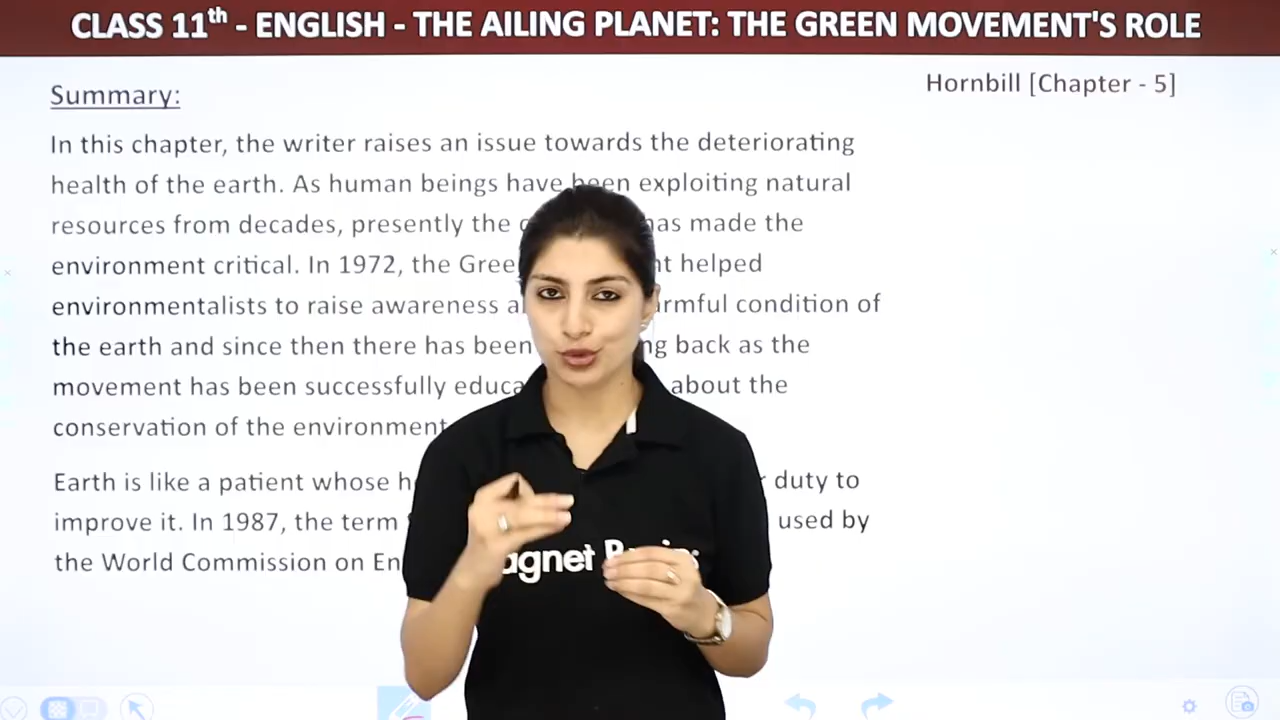 CLASS 11th - ENGLISH - THE AILING PLANET: THE GREEN MOVEMENT'S ROLE
Hornbill [Chapter - 5]
Summary:
In this chapter, the writer raises an issue towards the deteriorating
health of the earth. As human beings have been exploiting natural
resources from decades, presently the has made the
environment critical. In 1972, the helped
environmentalists to raise awareness condition of
the earth and since then there has been back as the
movement has been successfully about the
conservation of the environment
Earth is like a patient whose duty to
improve it. In 1987, the term used by
the World Commission on